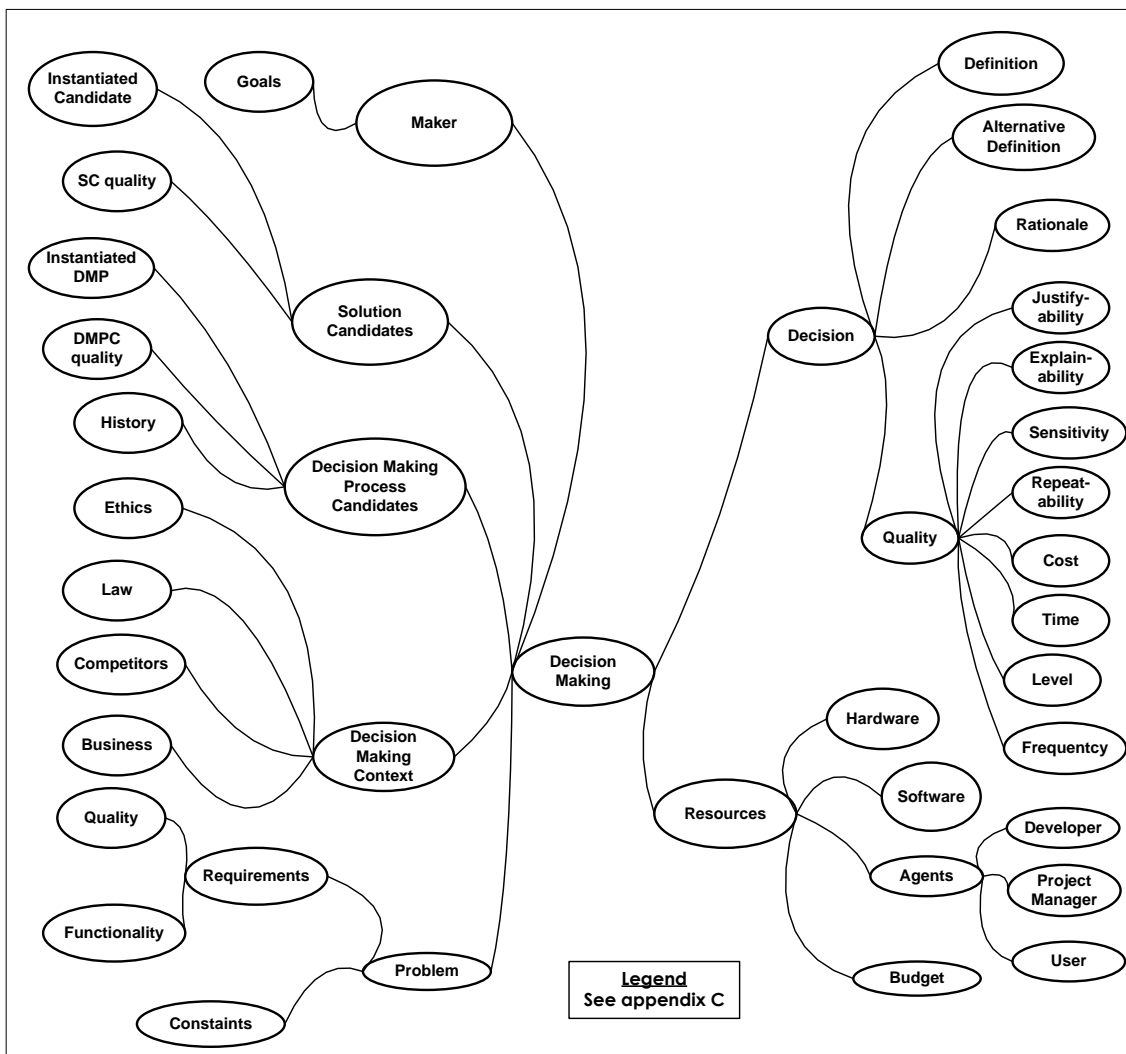 Instantiated
Candidate
Goals
Maker
SC quality
Instantiated
DMP
Solution
Candidates
DMPC
quality
History
Decision Making
Process
Candidates
Ethics
Law
Competitors
Business
Decision
Making
Context
Quality
Requirements
Functionality
Problem
Constaints
Decision
Making
Definition
Alternative
Definition
Rationale
Decision
Justify-
ability
Explain-
ability
Sensitivity
Repeat-
ability
Quality
Cost
Time
Level
Frequentcy
Hardware
Software
Resources
Agents
Developer
Project
Manager
User
Budget
Legend
See appendix C